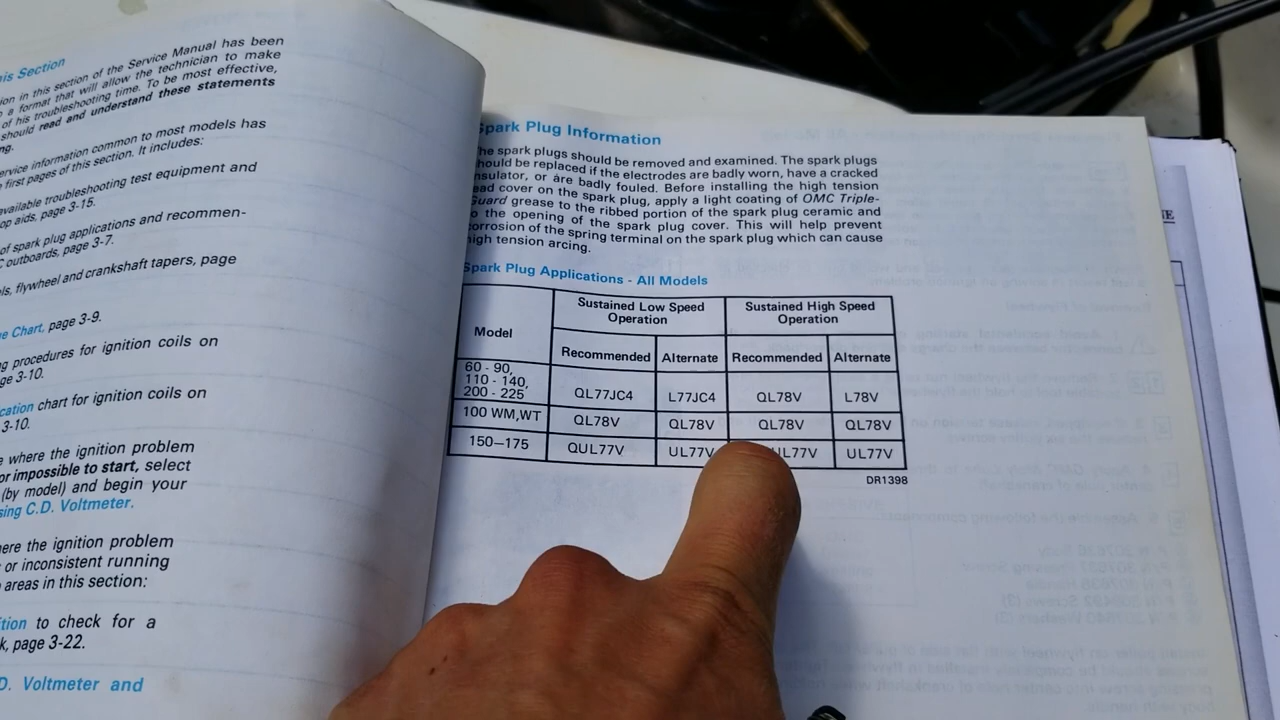 is Section
ion in this section of the Service Manual has been
a format that will allow the technician to make
of his troubleshooting time. To be most effective,
should read and understand these statements
ng.
ervice information common to most models has
first pages of this section. It includes:
available troubleshooting test equipment and
op aids, page 3-15.
of spark plug applications and recommen-
C outboards, page 3-7.
ls, flywheel and crankshaft tapers, page
e Chart, page 3-9.
ng procedures for ignition coils on
ge 3-10.
cation chart for ignition coils on
3-10.
e where the ignition problem
or impossible to start, select
(by model) and begin your
sing C.D. Voltmeter.
ere the ignition problem
s or inconsistent running
areas in this section:
ition to check for a
k, page 3-22.
.D. Voltmeter and
Spark Plug Information
The spark plugs should be removed and examined. The spark plugs
should be replaced if the electrodes are badly worn, have a cracked
insulator, or are badly fouled. Before installing the high tension
lead cover on the spark plug, apply a light coating of OMC Triple-
Guard grease to the ribbed portion of the spark plug ceramic and
to the opening of the spark plug cover. This will help prevent
corrosion of the spring terminal on the spark plug which can cause
high tension arcing.
Spark Plug Applications - All Models
Model Sustained Low Speed Operation Sustained High Speed Operation
Recommended Alternate Recommended Alternate
60 - 90, 110 - 140, 200 - 225 QL77JC4 L77JC4 QL78V L78V
100 WM,WT QL78V QL78V QL78V QL78V
150–175 QUL77V UL77V UL77V UL77V
DR1398